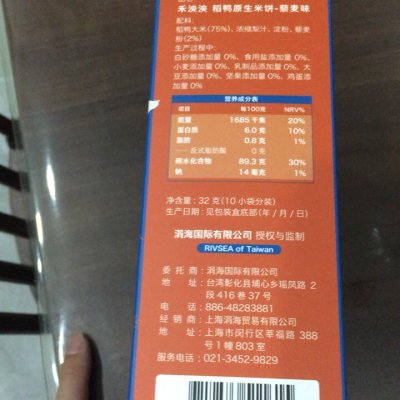 禾泱泱 稻鸭原生米饼-藜麦味
配料:
稻鸭大米(75%)、浓缩梨汁、淀粉、藜麦
粉(2%)
生产过程中:
白砂糖添加量 0%、食用盐添加量 0%、
小麦添加量 0%、乳制品添加量 0%、大
豆添加量 0%、坚果添加量 0%、鸡蛋添
加量 0%。
营养成分表
项目 每100克 NRV%
能量 1685 千焦 20%
蛋白质 6.0 克 10%
脂肪 0.8 克 1%
——反式脂肪酸 0 克
碳水化合物 89.3 克 30%
钠 14 毫克 1%
净含量: 32 克(10 小袋分装)
生产日期: 见包装盒底部(年/月/日)
涓海国际有限公司 授权与监制
RIVSEA of Taiwan
委托商: 涓海国际有限公司
地址: 台湾彰化县埔心乡瑶凤路 2
段 416 巷 37 号
电话: 886-48283881
经销商: 上海涓海贸易有限公司
地址: 上海市闵行区莘福路 388
号 1 幢 803 室
服务电话: 021-3452-9829